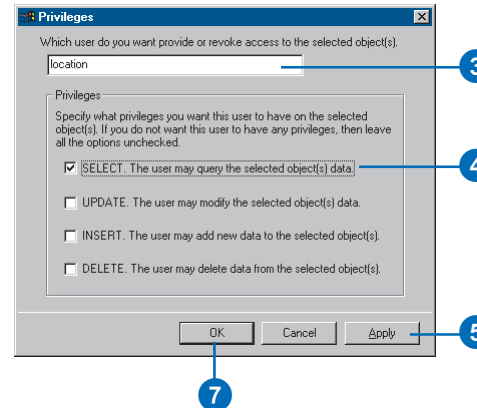 Privileges
Which user do you want provide or revoke access to the selected object(s).
location
3
Privileges
Specify what privileges you want this user to have on the selected
object(s). If you do not want this user to have any privileges, then leave
all the options unchecked.
SELECT. The user may query the selected object(s) data.
4
UPDATE. The user may modify the selected object(s) data.
INSERT. The user may add new data to the selected object(s).
DELETE. The user may delete data from the selected object(s).
OK
Cancel
Apply
5
7